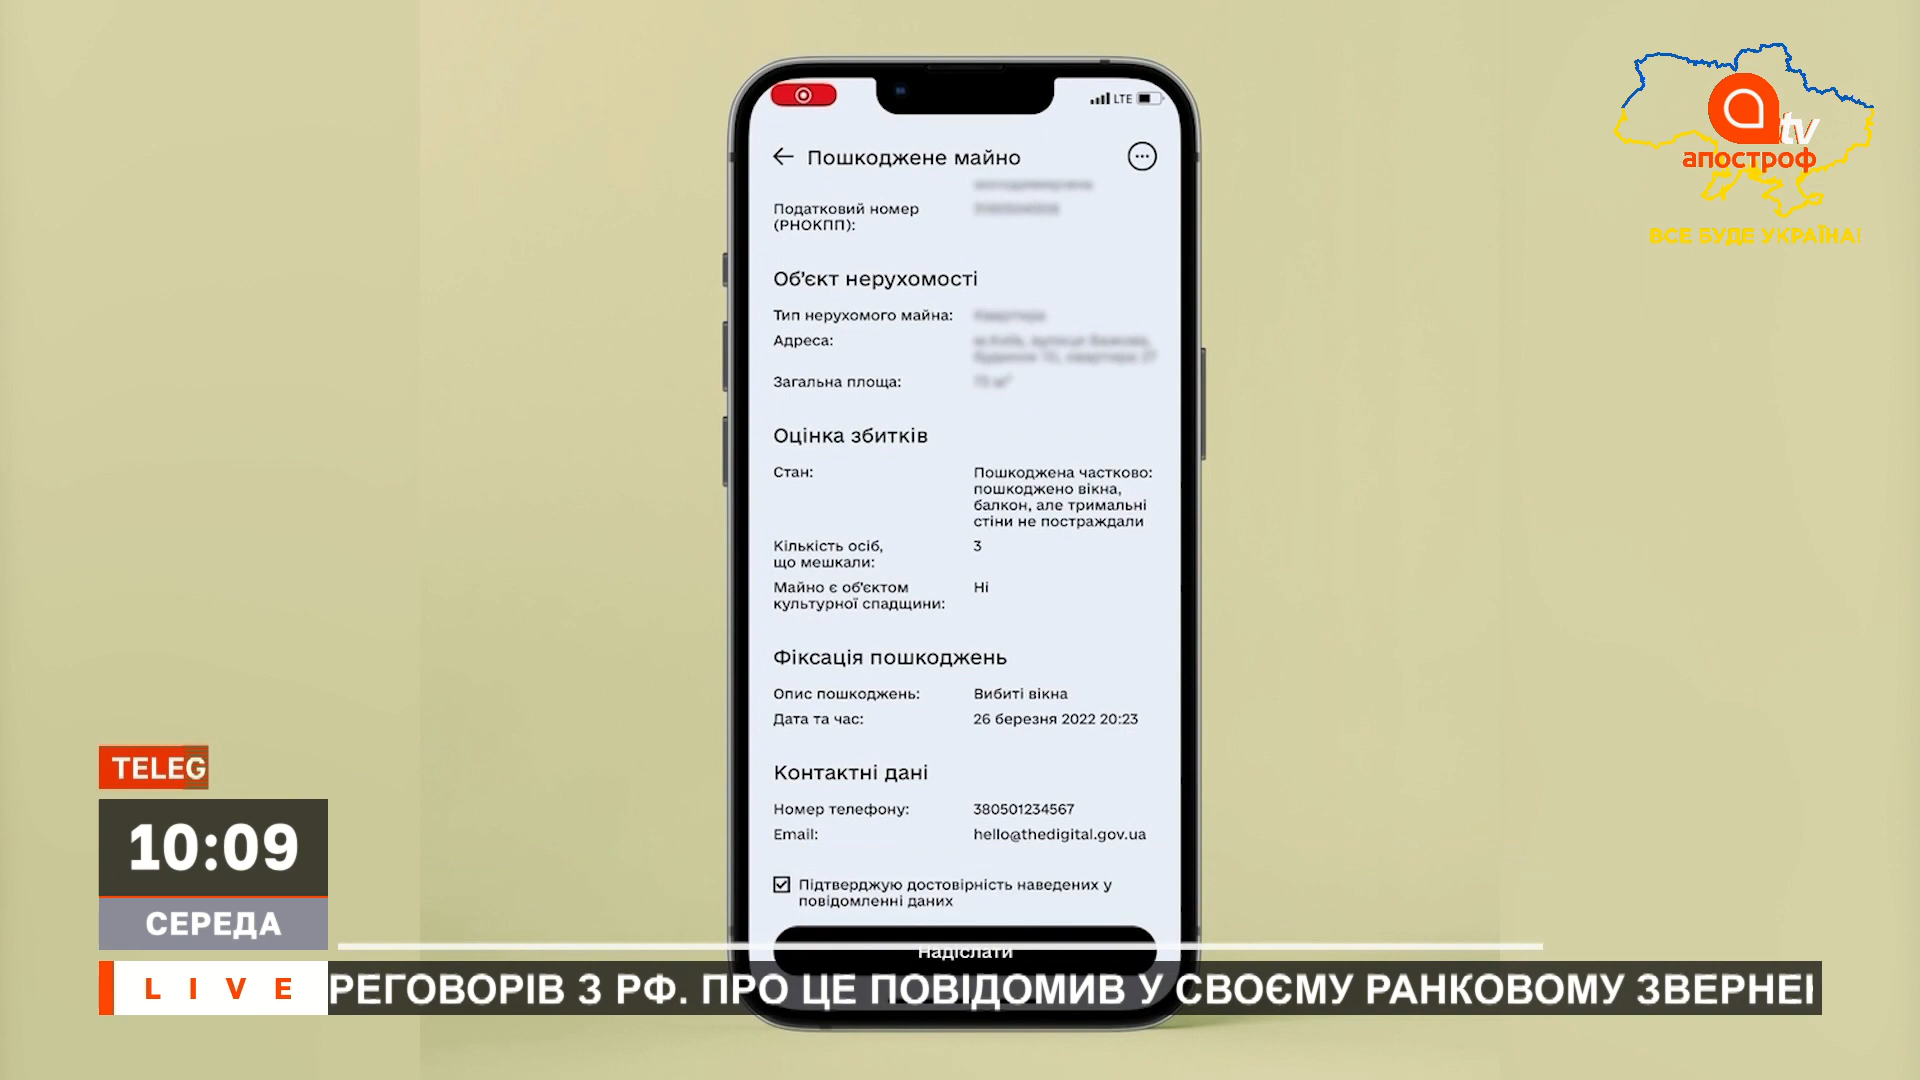 LTE
Пошкоджене майно
Податковий номер
(РНОКПП):
Об'єкт нерухомості
Тип нерухомого майна:
Адреса:
Загальна площа:
Оцінка збитків
Стан:
Пошкоджена частково:
пошкоджено вікна,
балкон, але тримальні
стіни не постраждали
Кількість осіб,
що мешкали:
3
Майно є об'єктом
культурної спадщини:
Ні
Фіксація пошкоджень
Опис пошкоджень:
Вибиті вікна
Дата та час:
26 березня 2022 20:23
Контактні дані
Номер телефону:
380501234567
Email:
hello@thedigital.gov.ua
Підтверджую достовірність наведених у
повідомленні даних
Надіслати
tv
апостроф
ВСЕ БУДЕ УКРАЇНА!
TELEG
10:09
СЕРЕДА
LIVE
РЕГОВОРІВ З РФ. ПРО ЦЕ ПОВІДОМИВ У СВОЄМУ РАНКОВОМУ ЗВЕРНЕ